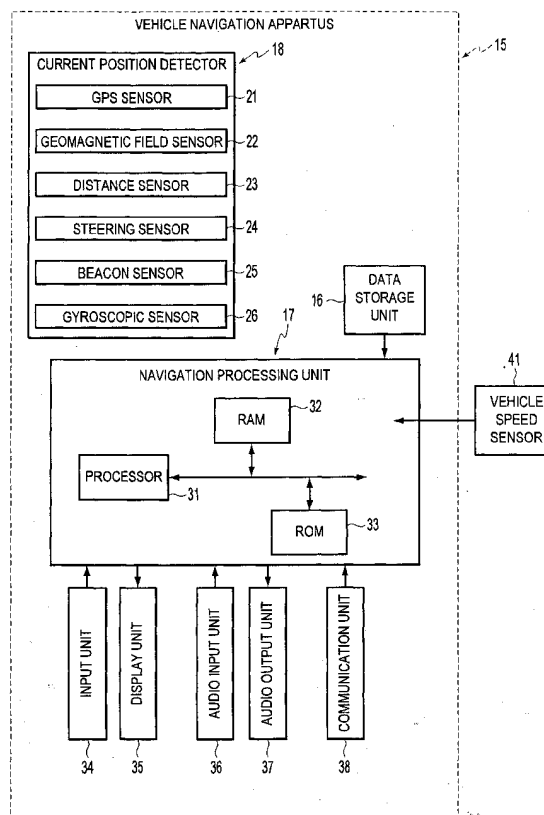 VEHICLE NAVIGATION APPARTUS
15
18
CURRENT POSITION DETECTOR
GPS SENSOR
21
GEOMAGNETIC FIELD SENSOR
22
DISTANCE SENSOR
23
STEERING SENSOR
24
BEACON SENSOR
25
GYROSCOPIC SENSOR
26
16
DATA
STORAGE
UNIT
17
NAVIGATION PROCESSING UNIT
41
VEHICLE
SPEED
SENSOR
RAM
32
PROCESSOR
31
ROM
33
INPUT UNIT
DISPLAY UNIT
AUDIO INPUT UNIT
AUDIO OUTPUT UNIT
COMMUNICATION UNIT
34
35
36
37
38